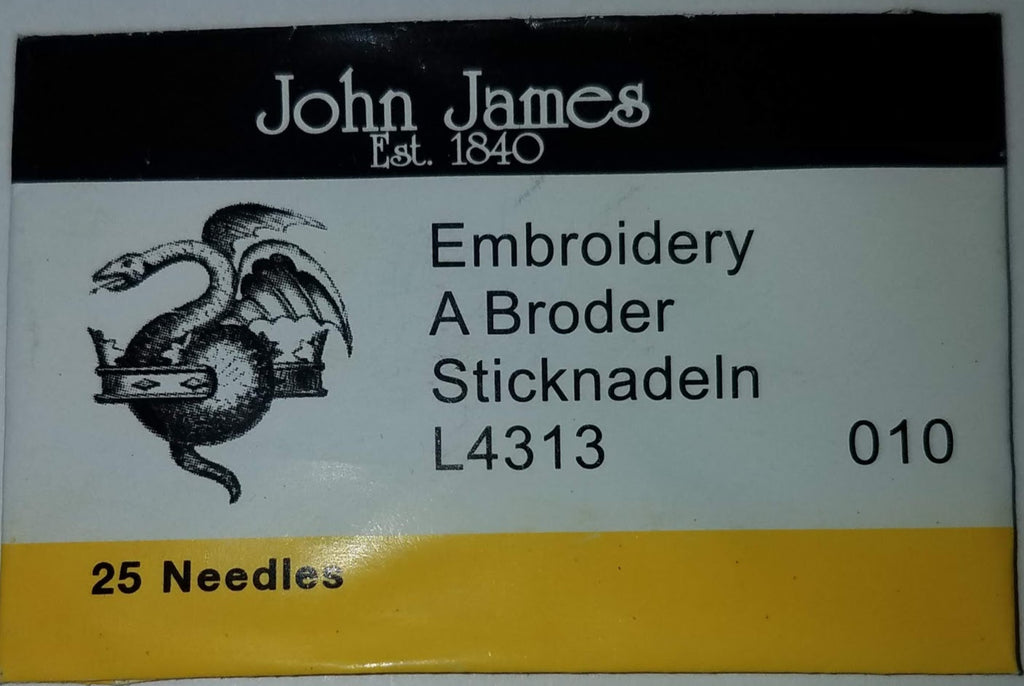 John James
Est. 1840
Embroidery
A Broder
Sticknadeln
L4313 010
25 Needles